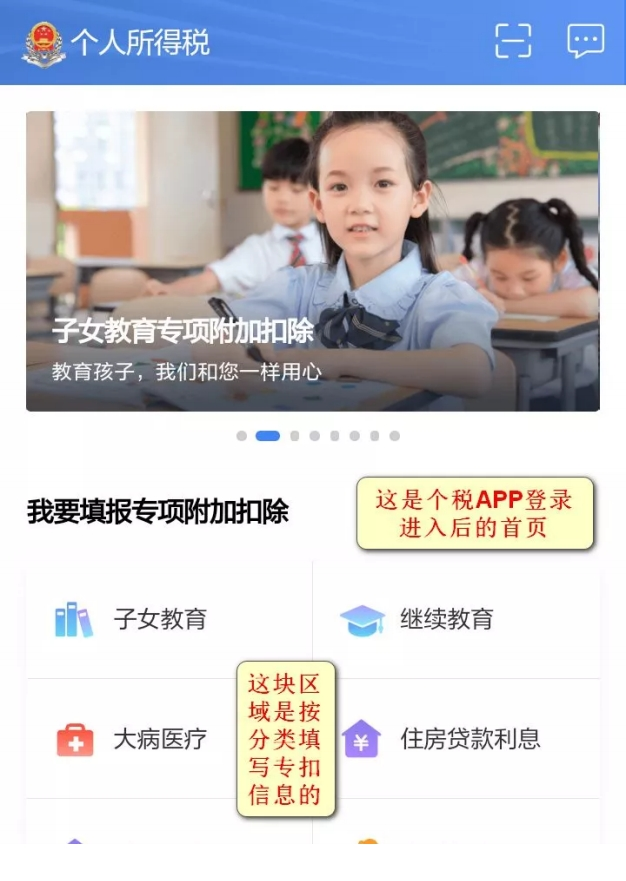 个人所得税
子女教育专项附加扣除
教育孩子，我们和您一样用心
我要填报专项附加扣除
这是个税APP登录
进入后的首页
子女教育
继续教育
这块区
域是按
分类填
写专扣
信息的
大病医疗
住房贷款利息